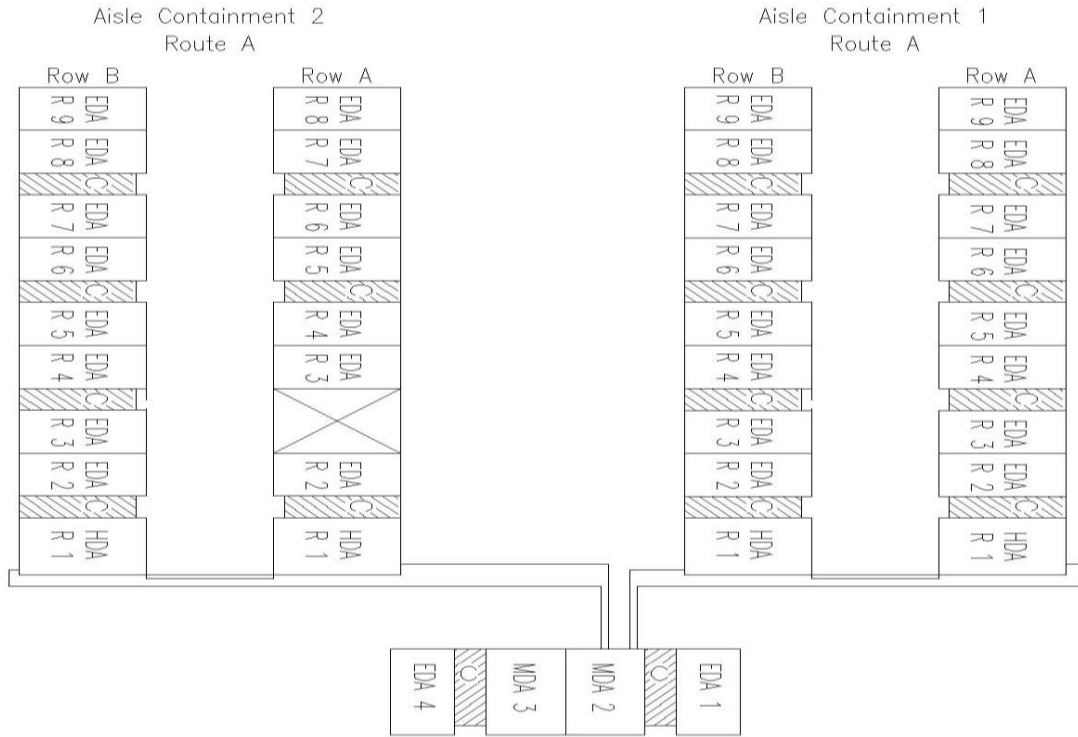 Aisle Containment 2
Route A
Aisle Containment 1
Route A
Row B
Row A
Row B
Row A
EDA
R 9
EDA
R 8
C
EDA
R 7
EDA
R 6
C
EDA
R 5
EDA
R 4
C
EDA
R 3
EDA
R 2
C
HDA
R 1
EDA
R 8
EDA
R 7
C
EDA
R 6
EDA
R 5
C
EDA
R 4
EDA
R 3
EDA
R 2
C
HDA
R 1
EDA
R 9
EDA
R 8
C
EDA
R 7
EDA
R 6
C
EDA
R 5
EDA
R 4
C
EDA
R 3
EDA
R 2
C
HDA
R 1
EDA
R 9
EDA
R 8
C
EDA
R 7
EDA
R 6
C
EDA
R 5
EDA
R 4
C
EDA
R 3
EDA
R 2
C
HDA
R 1
EDA 4
C
MDA 3
MDA 2
C
EDA 1